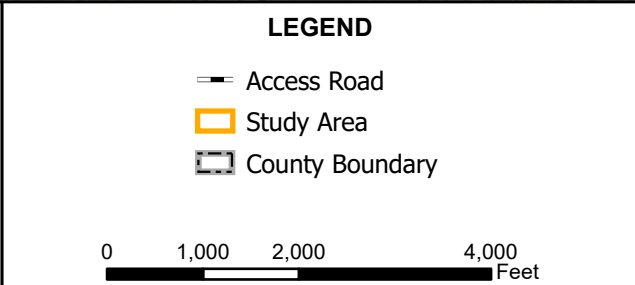 LEGEND
Access Road
Study Area
County Boundary
0 1,000 2,000 4,000
Feet